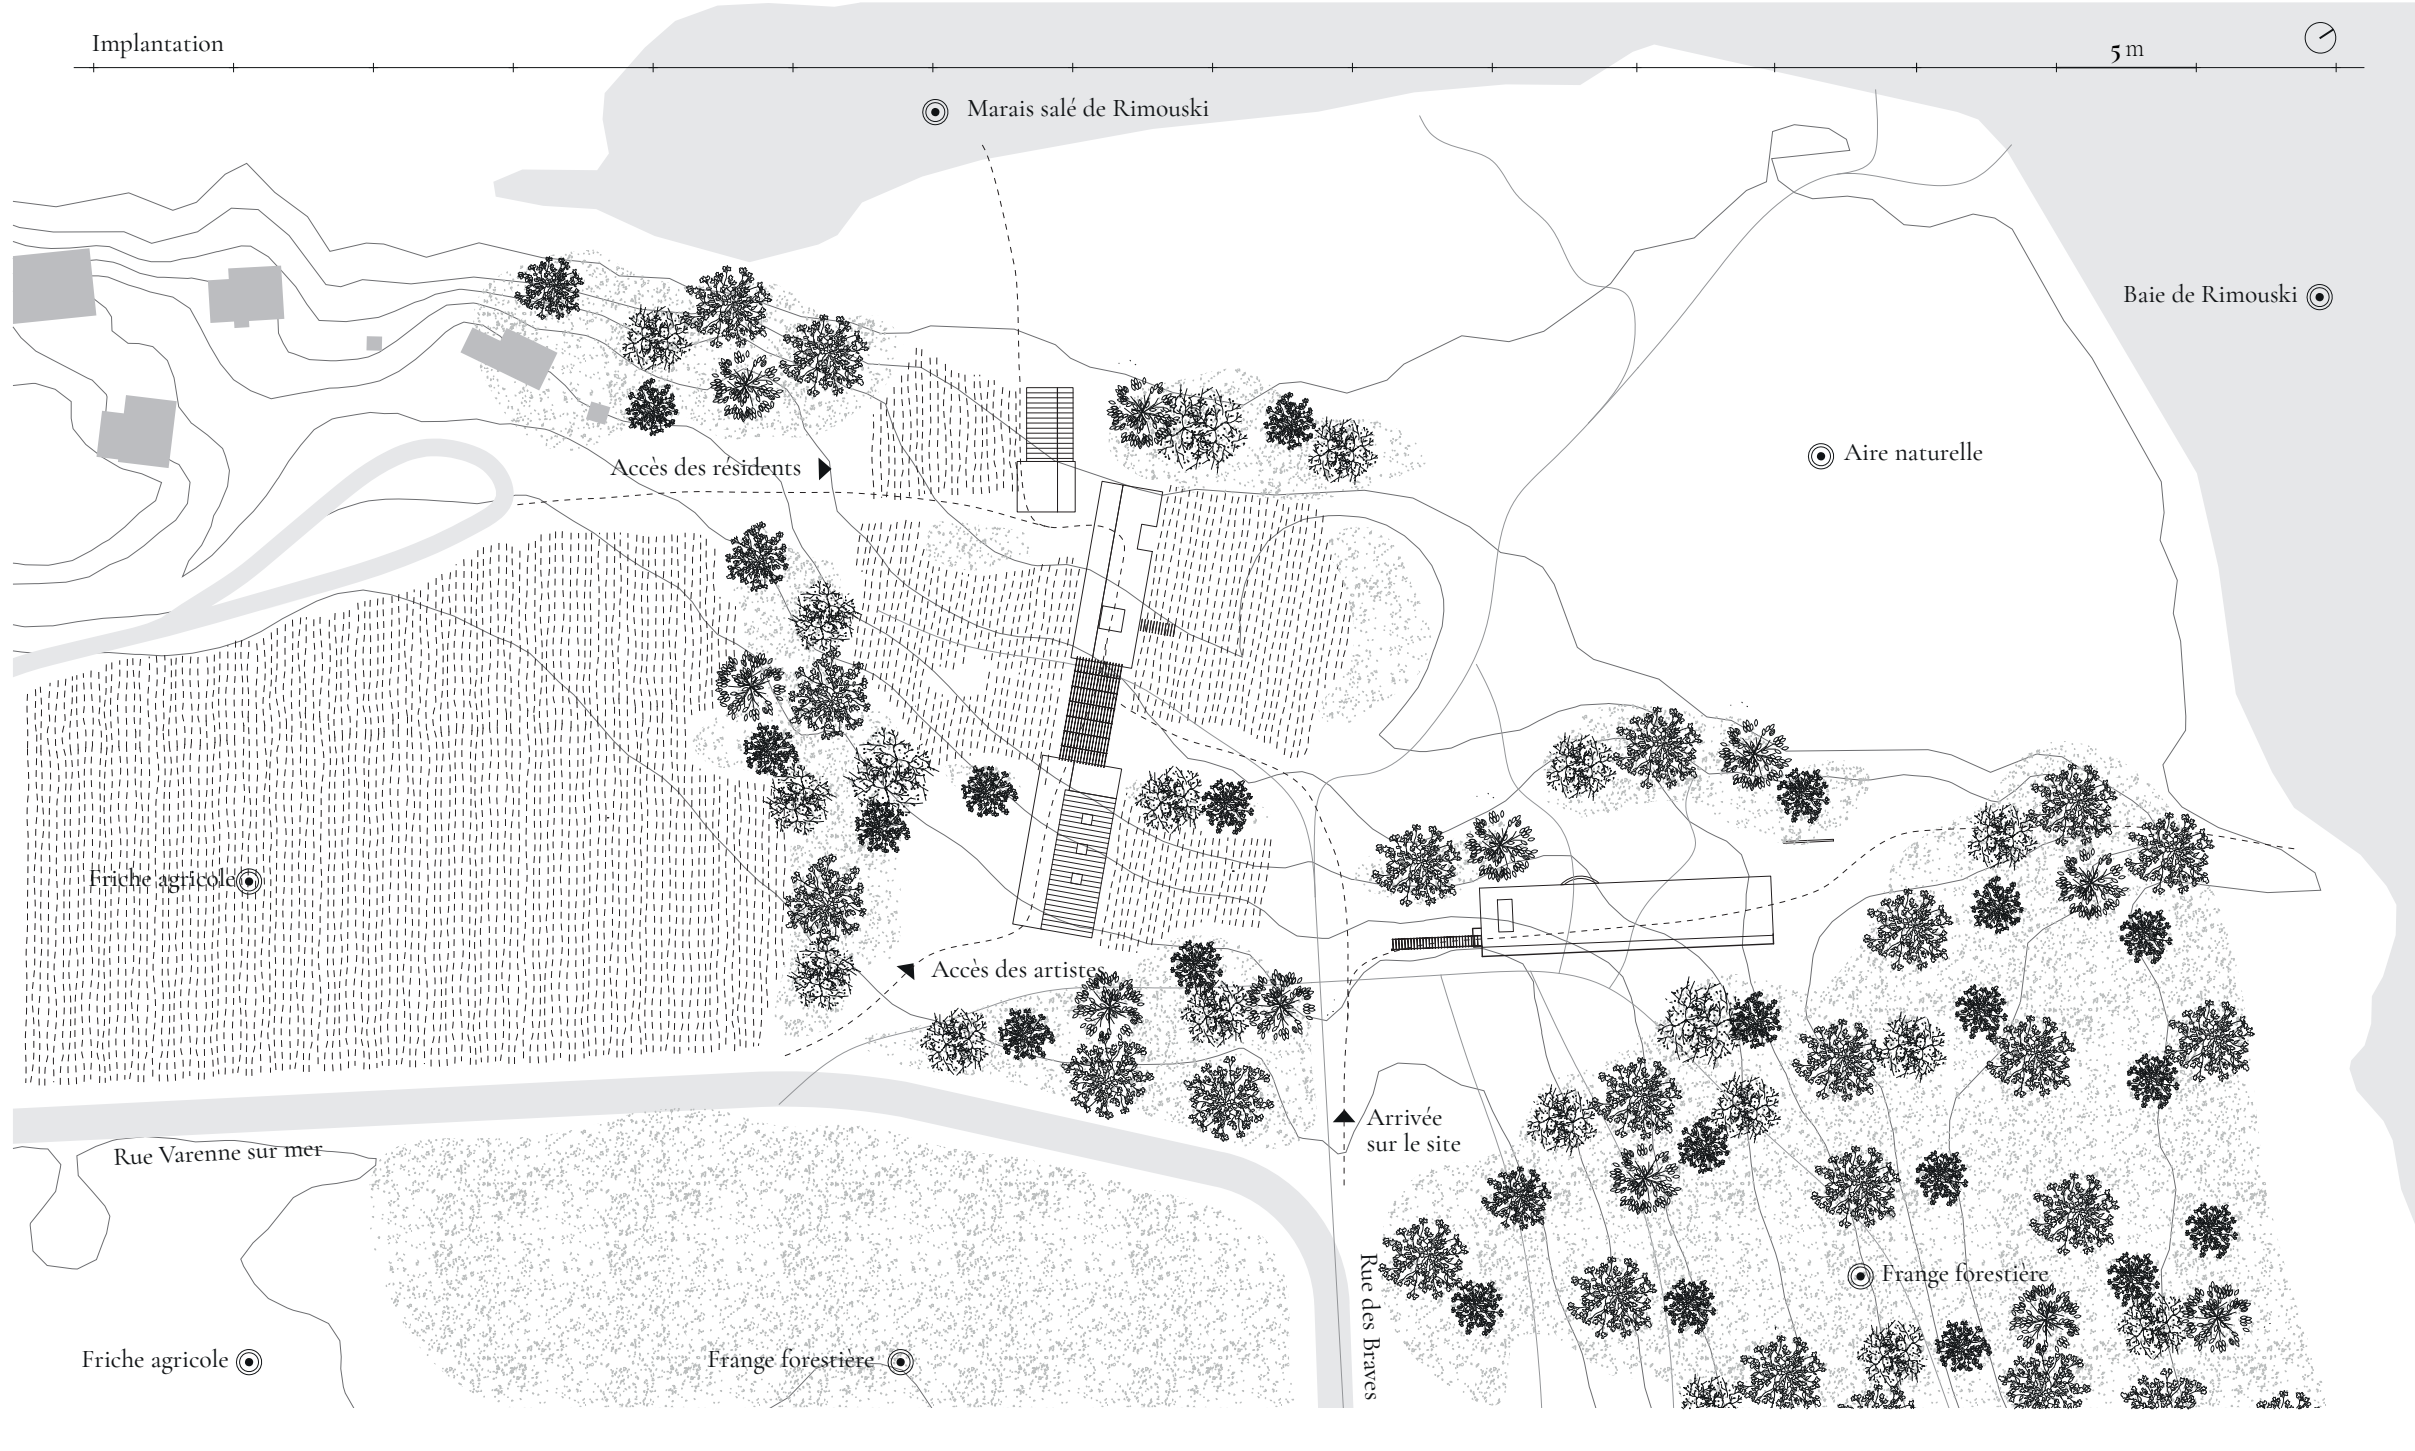 Implantation
5 m
Marais salé de Rimouski
Baie de Rimouski
Aire naturelle
Accès des résidents
Friche agricole
Accès des artistes
Arrivée
sur le site
Rue Varenne sur mer
Rue des Braves
Frange forestière
Friche agricole
Frange forestière